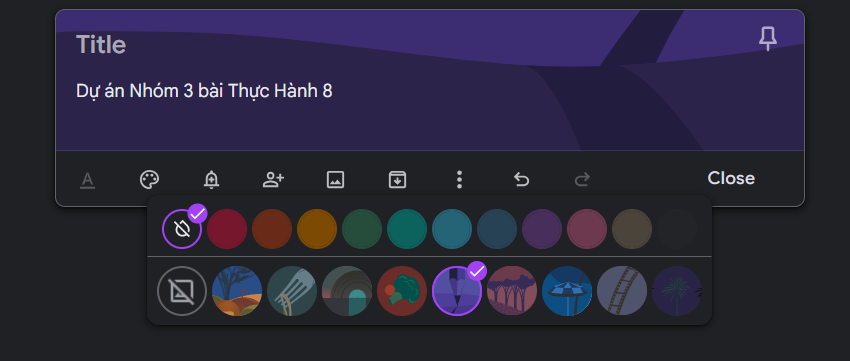 Title
Dự án Nhóm 3 bài Thực Hành 8
A
Close